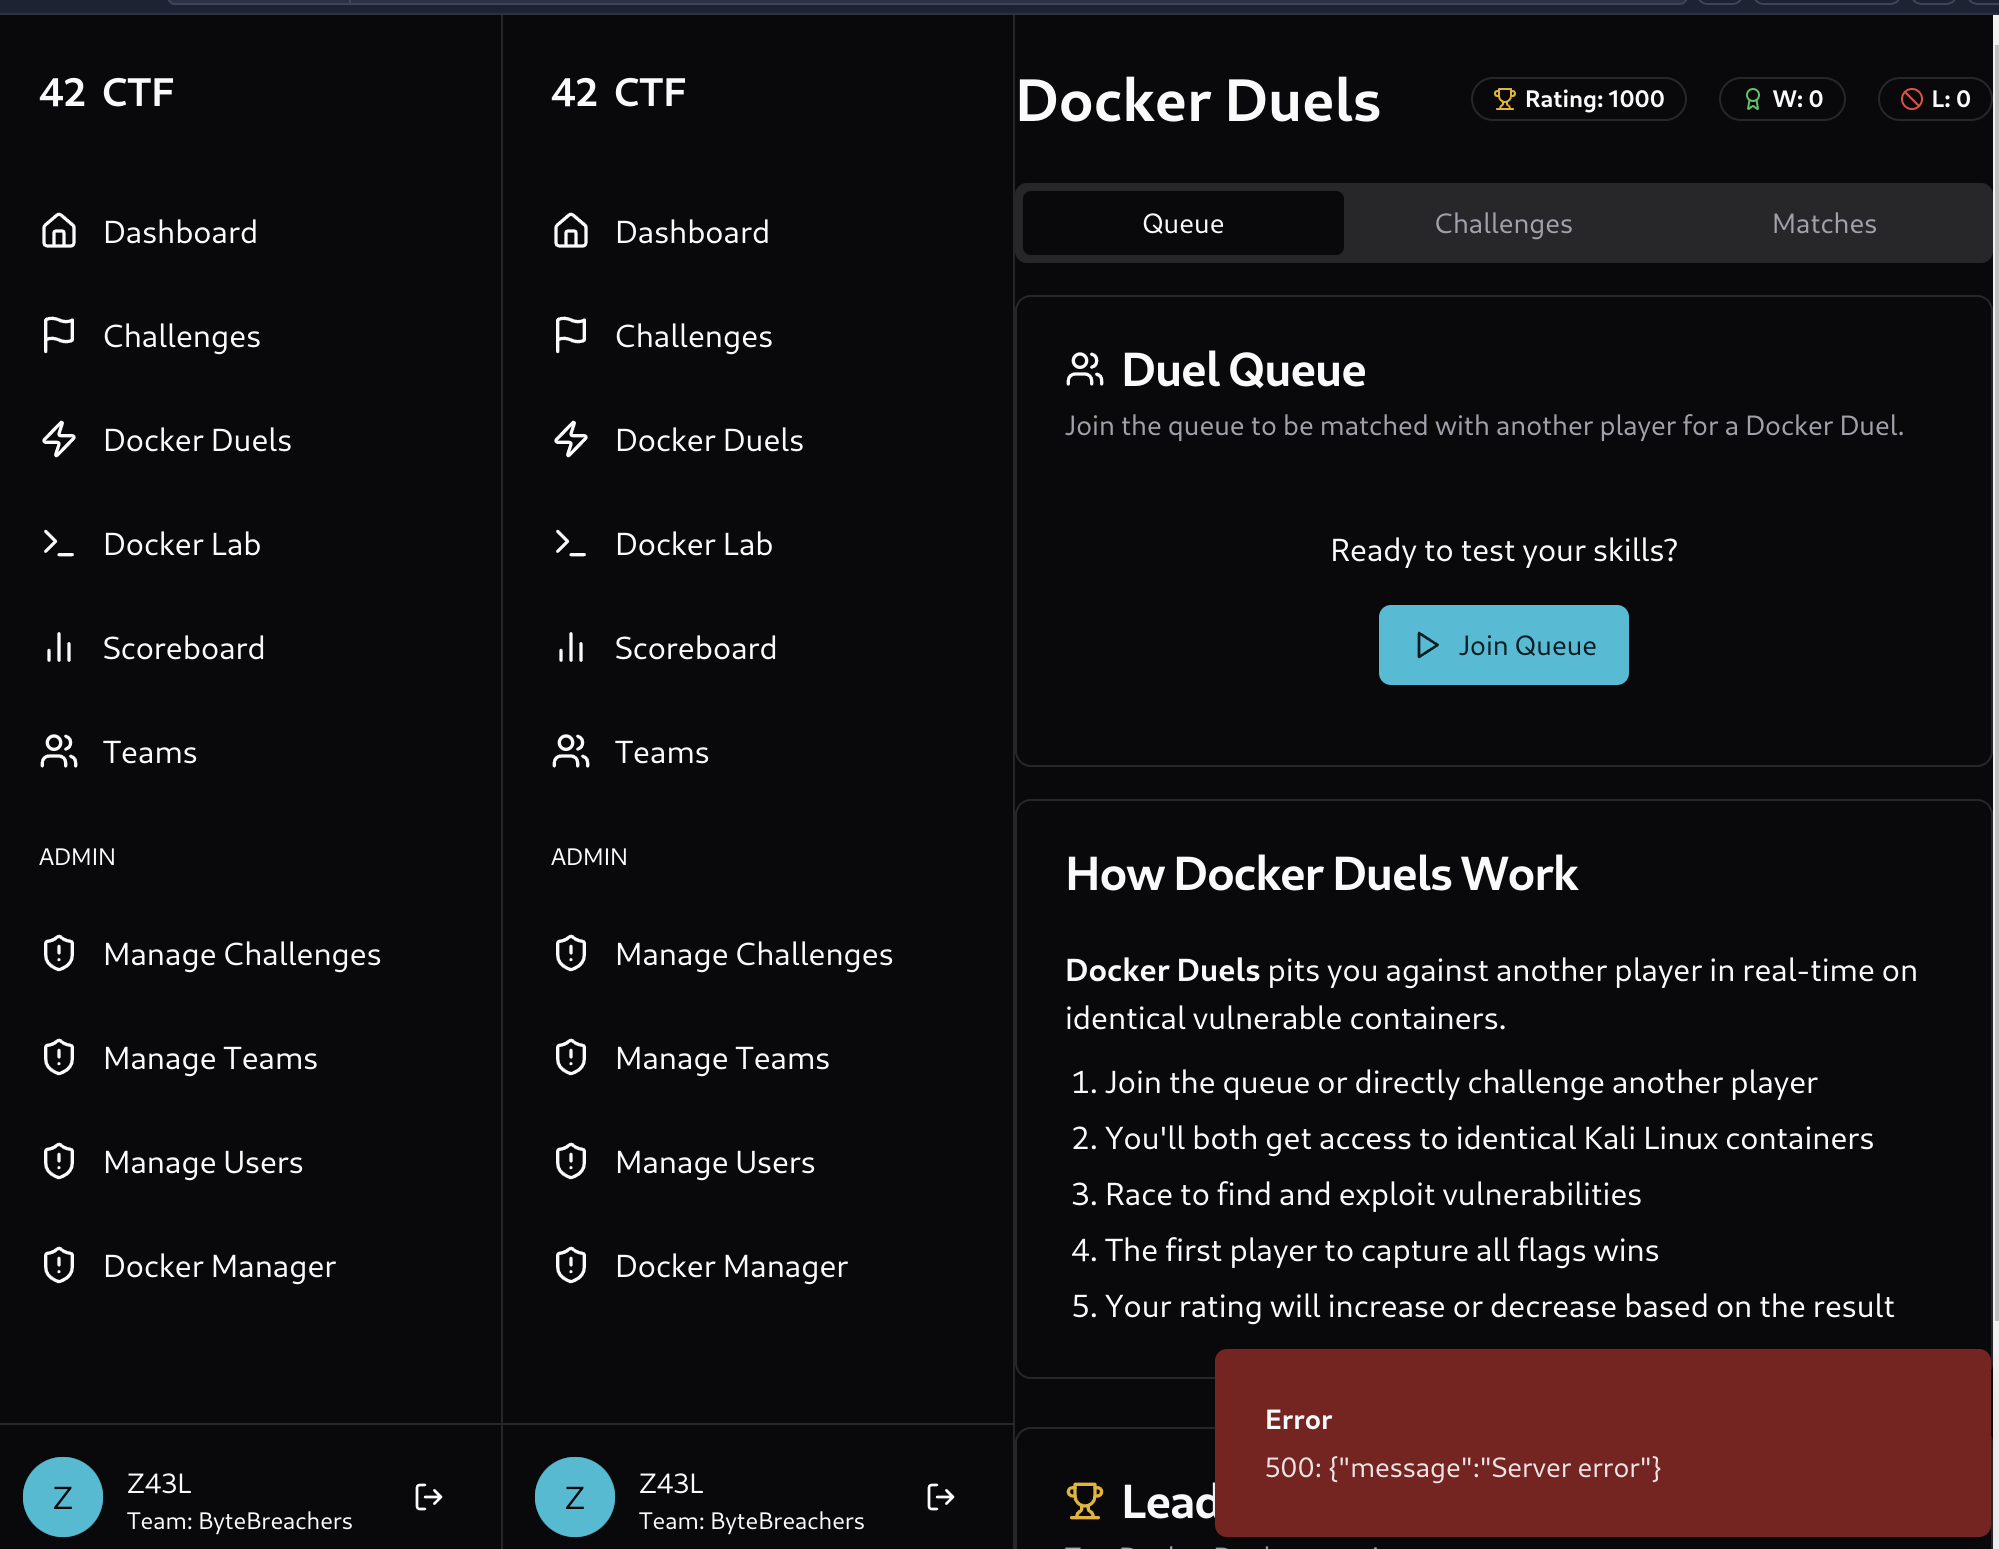 42 CTF
Dashboard
Challenges
Docker Duels
Docker Lab
Scoreboard
Teams
ADMIN
Manage Challenges
Manage Teams
Manage Users
Docker Manager
Z
Z43L
Team: ByteBreachers
42 CTF
Dashboard
Challenges
Docker Duels
Docker Lab
Scoreboard
Teams
ADMIN
Manage Challenges
Manage Teams
Manage Users
Docker Manager
Z
Z43L
Team: ByteBreachers
Docker Duels
Rating: 1000
W: 0
L: 0
Queue
Challenges
Matches
Duel Queue
Join the queue to be matched with another player for a Docker Duel.
Ready to test your skills?
Join Queue
How Docker Duels Work
Docker Duels pits you against another player in real-time on
identical vulnerable containers.
1. Join the queue or directly challenge another player
2. You'll both get access to identical Kali Linux containers
3. Race to find and exploit vulnerabilities
4. The first player to capture all flags wins
5. Your rating will increase or decrease based on the result
Lead
Error
500: {"message":"Server error"}